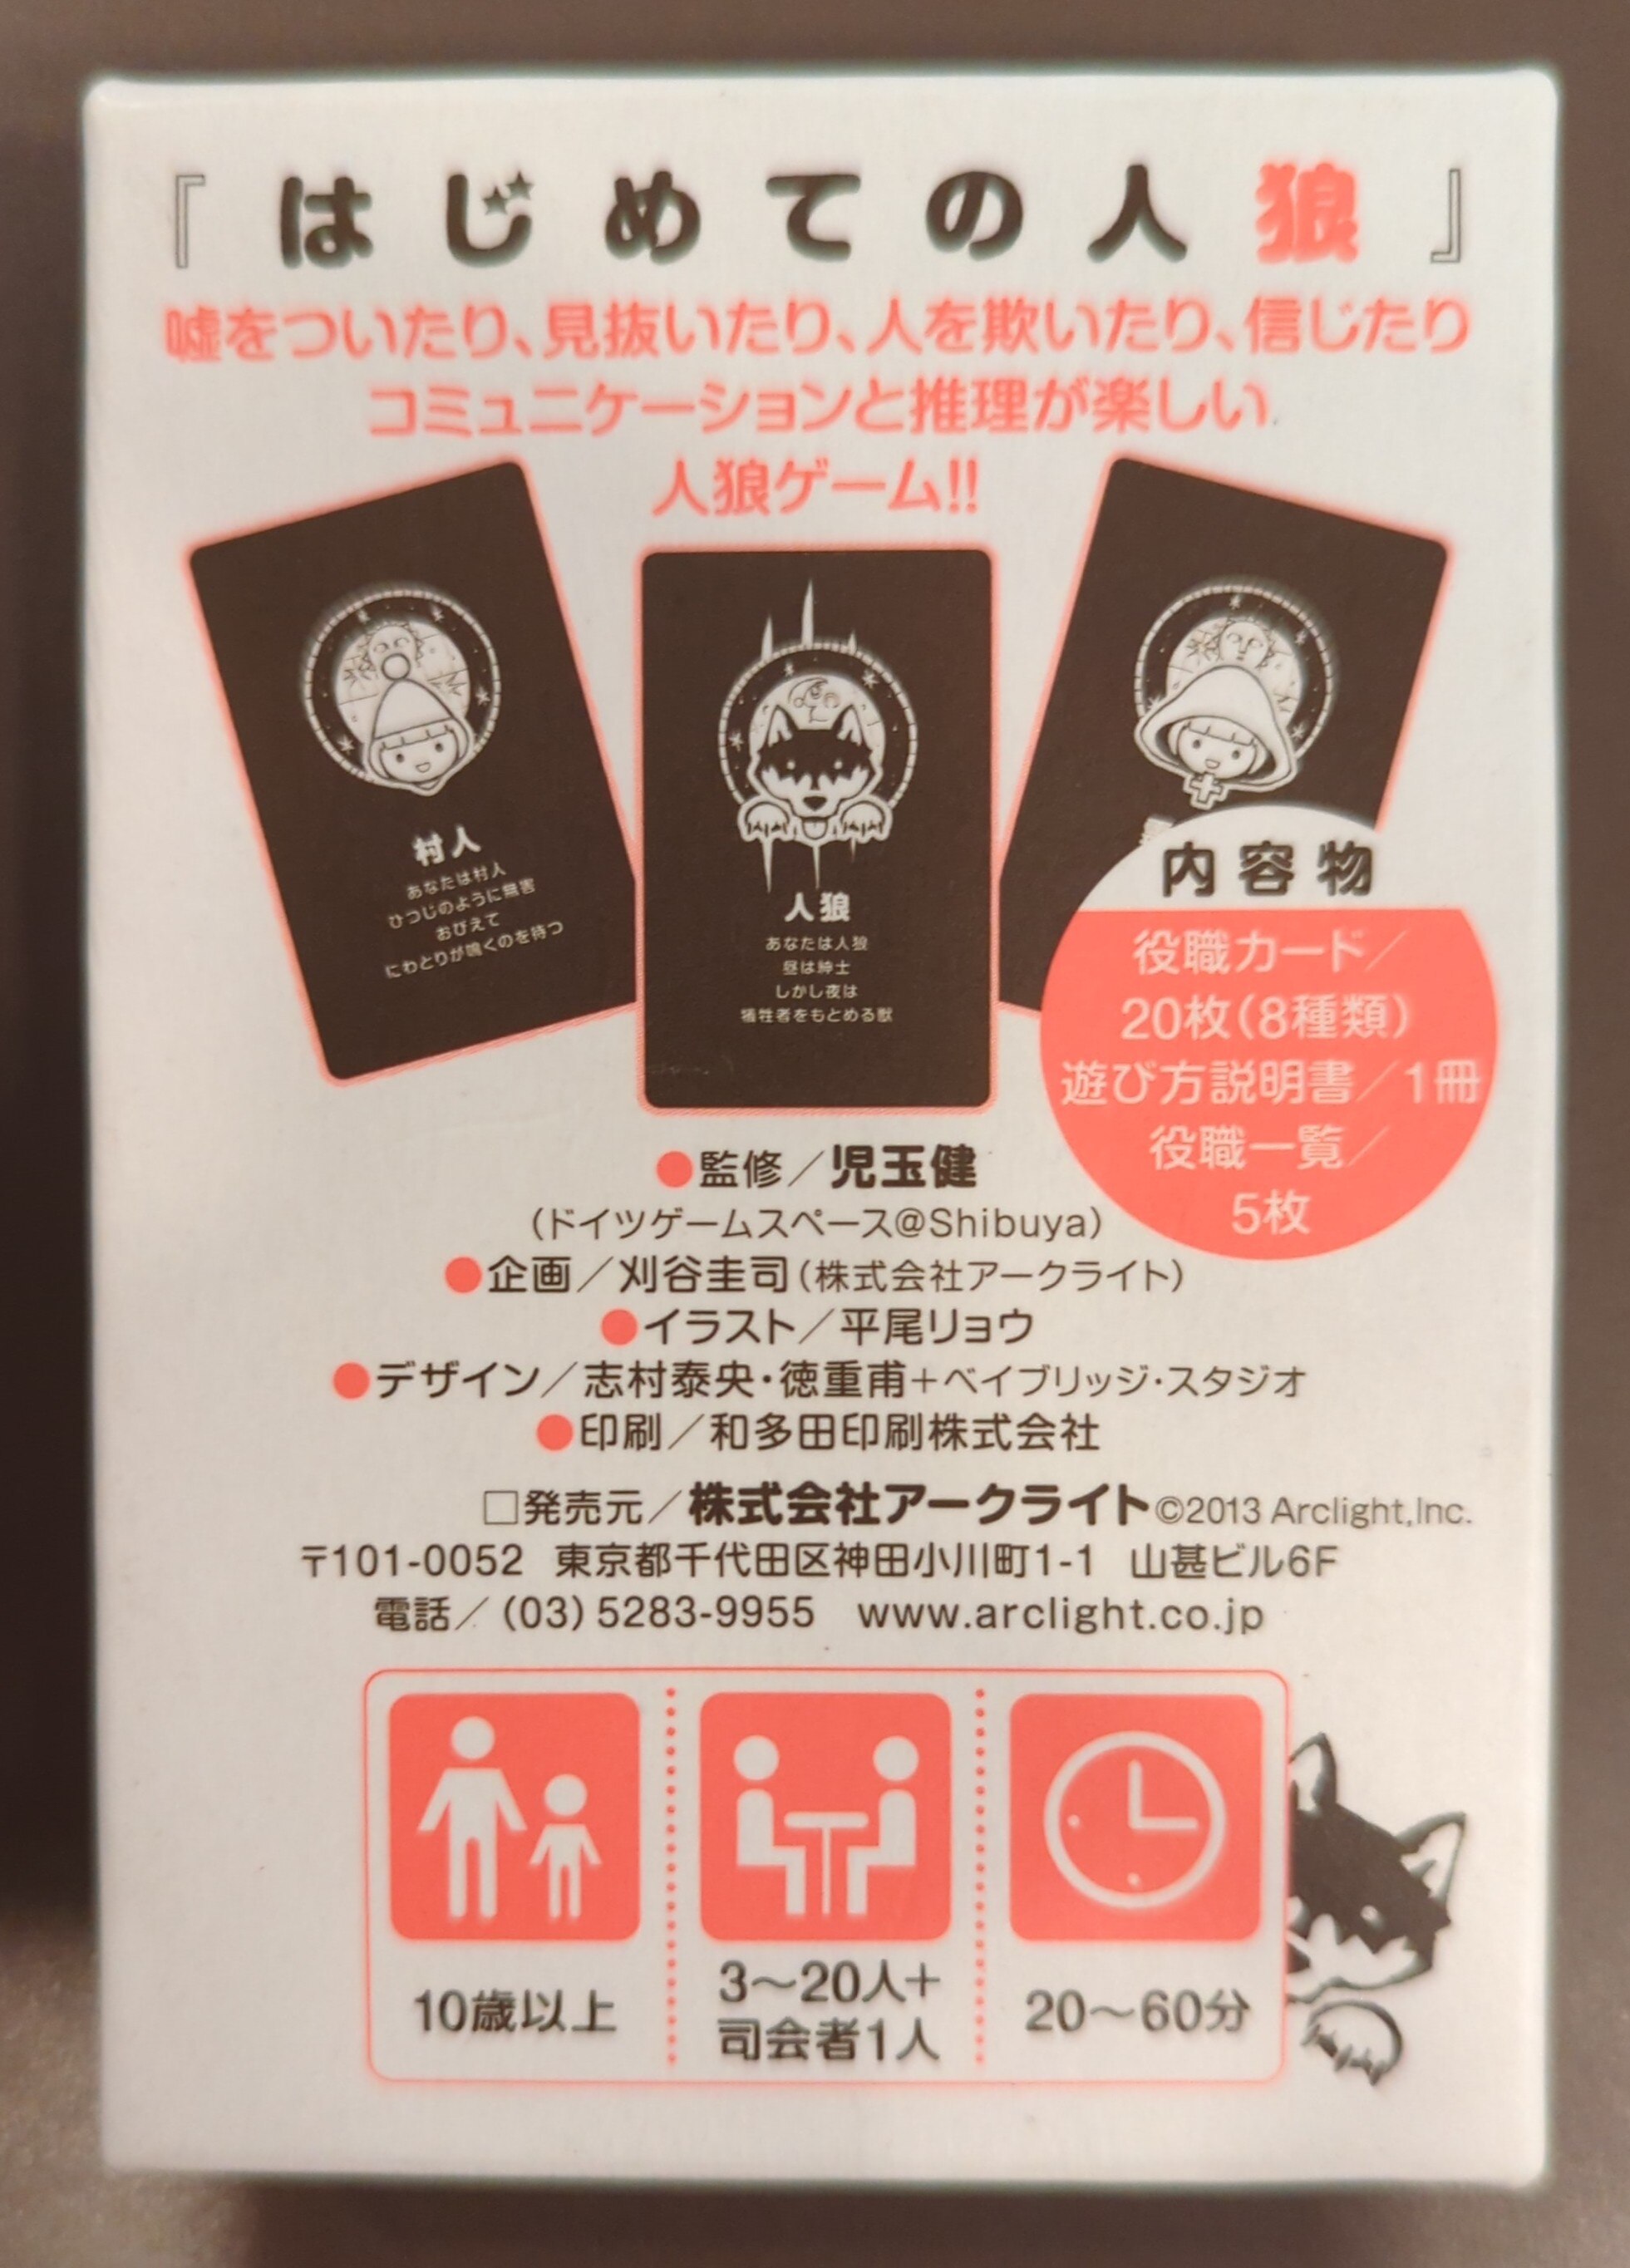 『はじめての人狼』
嘘をついたり、見抜いたり、人を欺いたり、信じたり
コミュニケーションと推理が楽しい
人狼ゲーム!!
村人
あなたは村人
ひつじのように無害
おびえて
にわとりが鳴くのを待つ
人狼
あなたは人狼
昼は紳士
しかし夜は
犠牲者をもとめる獣
内容物
役職カード／
20枚(8種類)
遊び方説明書／1冊
役職一覧／
5枚
●監修／児玉健
(ドイツゲームスペース@Shibuya)
●企画／刈谷圭司(株式会社アークライト)
●イラスト／平尾リョウ
●デザイン／志村泰央・徳重甫＋ベイブリッジ・スタジオ
●印刷／和多田印刷株式会社
□発売元／株式会社アークライト©2013 Arclight,Inc.
〒101-0052 東京都千代田区神田小川町1-1 山甚ビル6F
電話／(03)5283-9955 www.arclight.co.jp
10歳以上
3〜20人＋
司会者1人
20〜60分